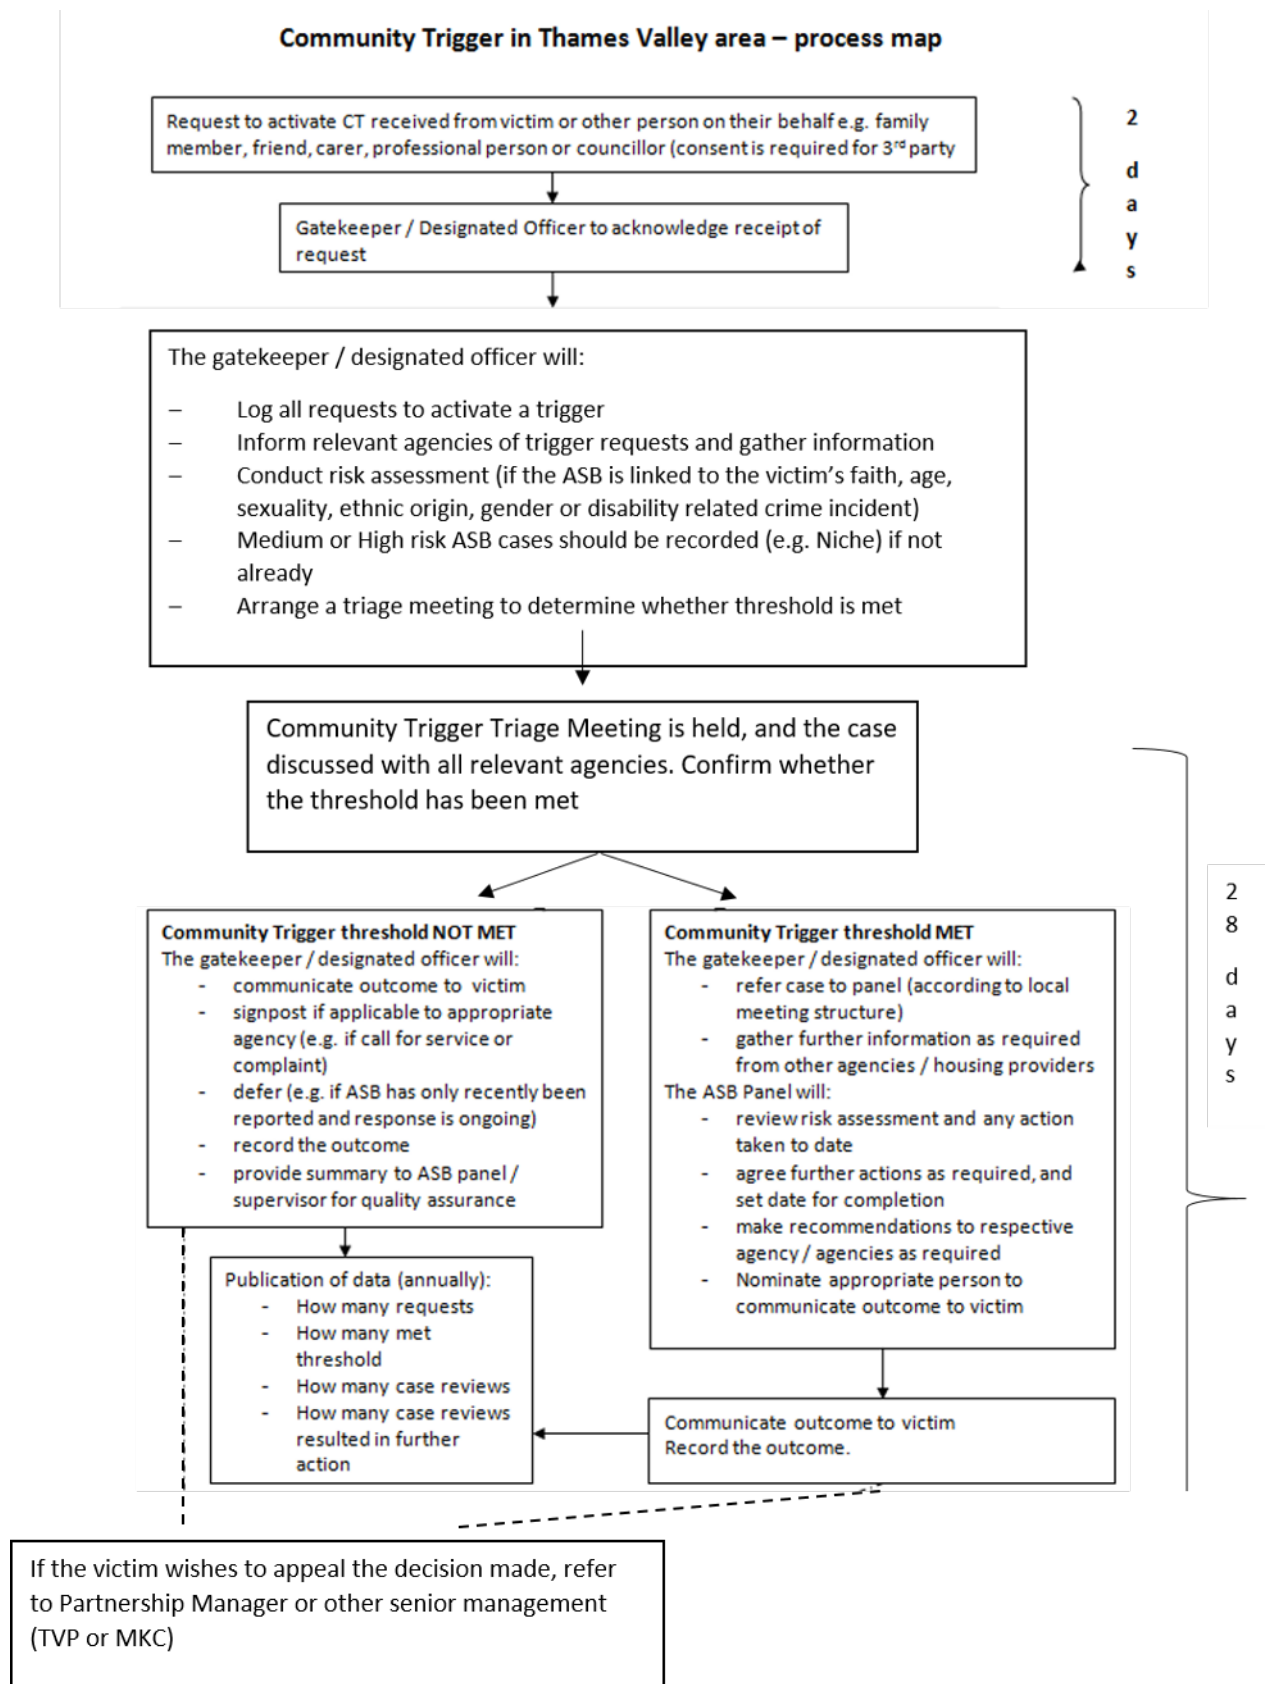 Community Trigger in Thames Valley area – process map
Request to activate CT received from victim or other person on their behalf e.g. family
member, friend, carer, professional person or councillor (consent is required for 3rd party
2
d
a
y
s
Gatekeeper / Designated Officer to acknowledge receipt of
request
The gatekeeper / designated officer will:
– Log all requests to activate a trigger
– Inform relevant agencies of trigger requests and gather information
– Conduct risk assessment (if the ASB is linked to the victim's faith, age,
sexuality, ethnic origin, gender or disability related crime incident)
– Medium or High risk ASB cases should be recorded (e.g. Niche) if not
already
– Arrange a triage meeting to determine whether threshold is met
Community Trigger Triage Meeting is held, and the case
discussed with all relevant agencies. Confirm whether
the threshold has been met
2
8
d
a
y
s
Community Trigger threshold NOT MET
The gatekeeper / designated officer will:
- communicate outcome to victim
- signpost if applicable to appropriate
agency (e.g. if call for service or
complaint)
- defer (e.g. if ASB has only recently been
reported and response is ongoing)
- record the outcome
- provide summary to ASB panel /
supervisor for quality assurance
Community Trigger threshold MET
The gatekeeper / designated officer will:
- refer case to panel (according to local
meeting structure)
- gather further information as required
from other agencies / housing providers
The ASB Panel will:
- review risk assessment and any action
taken to date
- agree further actions as required, and
set date for completion
- make recommendations to respective
agency / agencies as required
- Nominate appropriate person to
communicate outcome to victim
Publication of data (annually):
- How many requests
- How many met
threshold
- How many case reviews
- How many case reviews
resulted in further
action
Communicate outcome to victim
Record the outcome.
If the victim wishes to appeal the decision made, refer
to Partnership Manager or other senior management
(TVP or MKC)